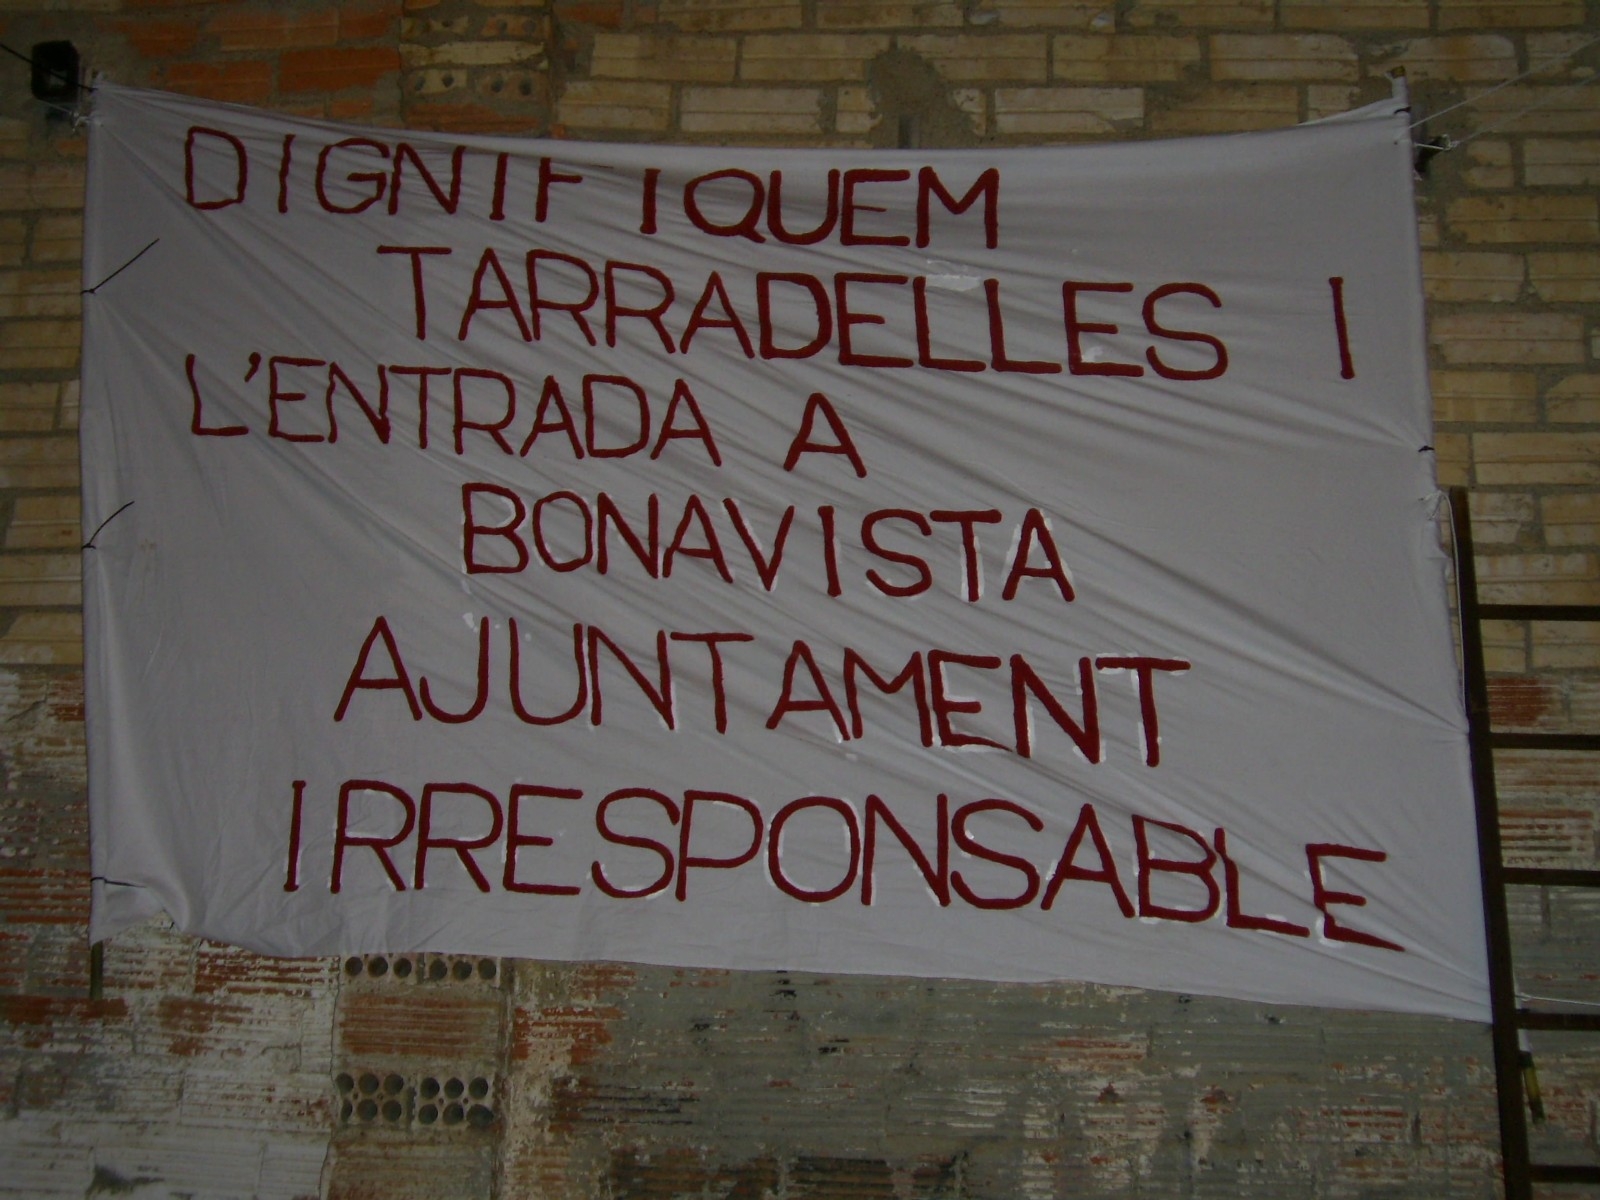 DIGNIFIQUEM
TARRADELLES I
L'ENTRADA A
BONAVISTA
AJUNTAMENT
IRRESPONSABLE